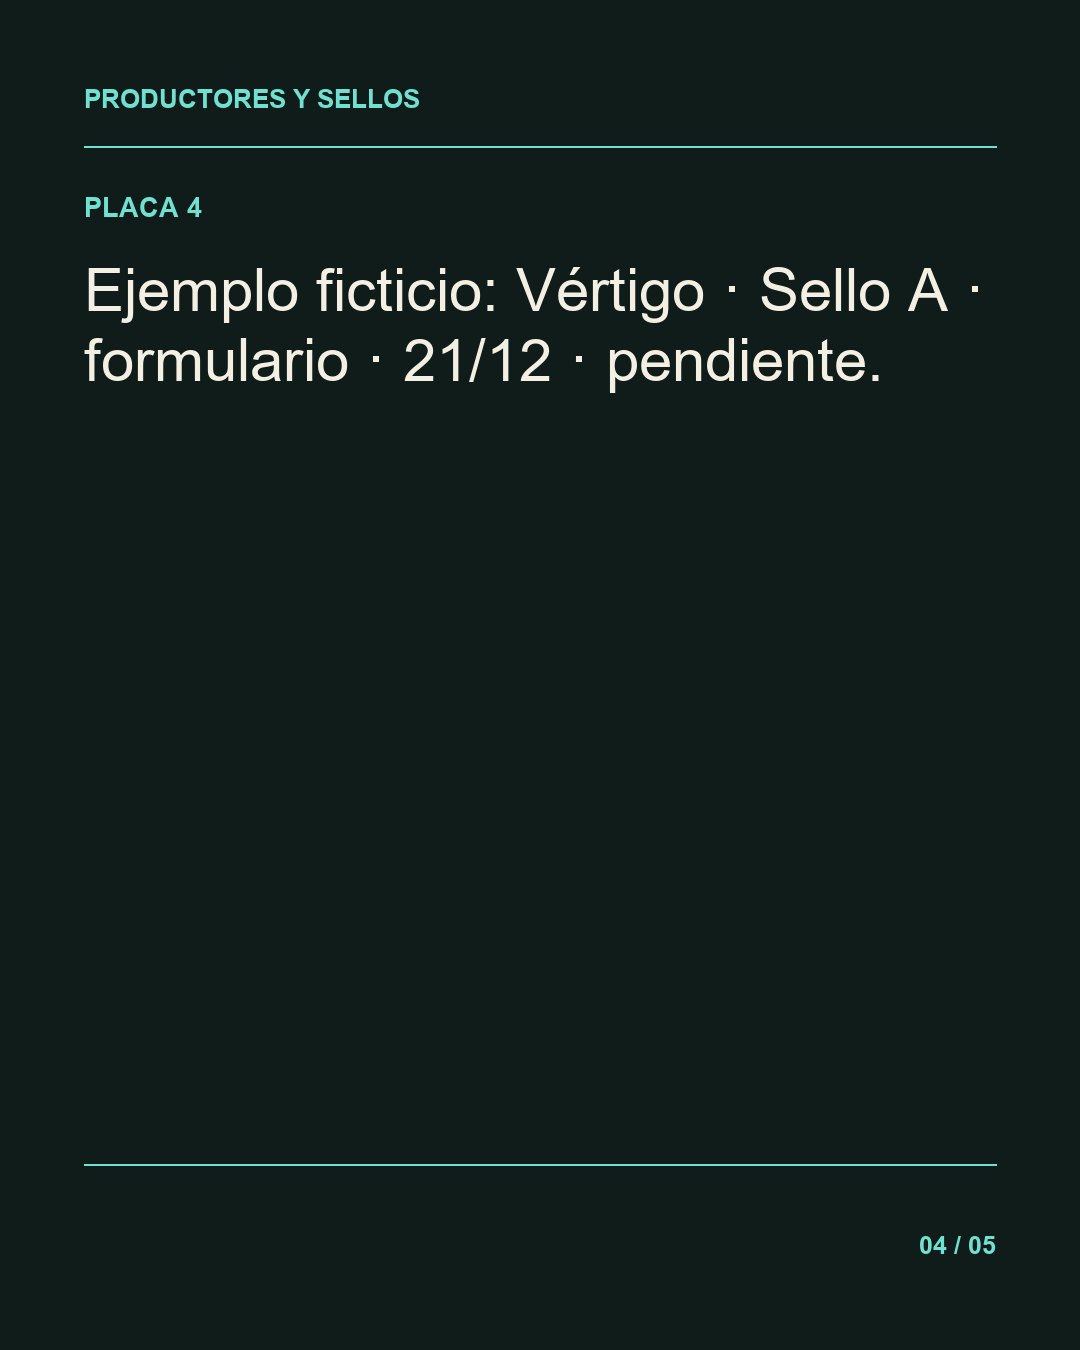 PRODUCTORES Y SELLOS
PLACA 4
Ejemplo ficticio: Vértigo · Sello A ·
formulario · 21/12 · pendiente.
04 / 05